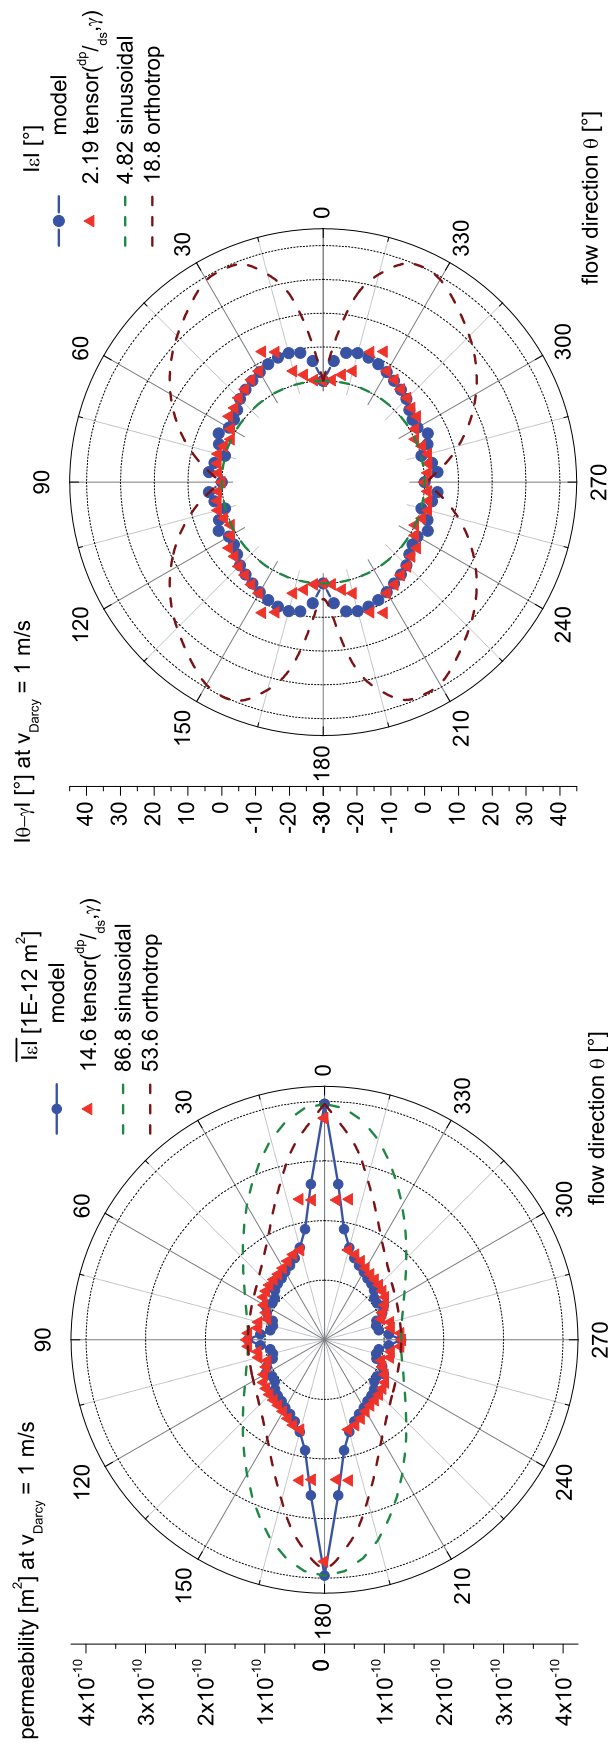 permeability [m²] at v_Darcy = 1 m/s
|ε| [1E-12 m²]
model
14.6 tensor(dp/ds,γ)
86.8 sinusoidal
53.6 orthotrop
4x10⁻¹⁰
3x10⁻¹⁰
2x10⁻¹⁰
1x10⁻¹⁰
0
1x10⁻¹⁰
2x10⁻¹⁰
3x10⁻¹⁰
4x10⁻¹⁰
0
30
60
90
120
150
180
210
240
270
300
330
flow direction θ [°]
|θ–γ| [°] at v_Darcy = 1 m/s
|ε| [°]
model
2.19 tensor(dp/ds,γ)
4.82 sinusoidal
18.8 orthotrop
40
30
20
10
0
-10
-20
-30
-20
-10
0
10
20
30
40
0
30
60
90
120
150
180
210
240
270
300
330
flow direction θ [°]